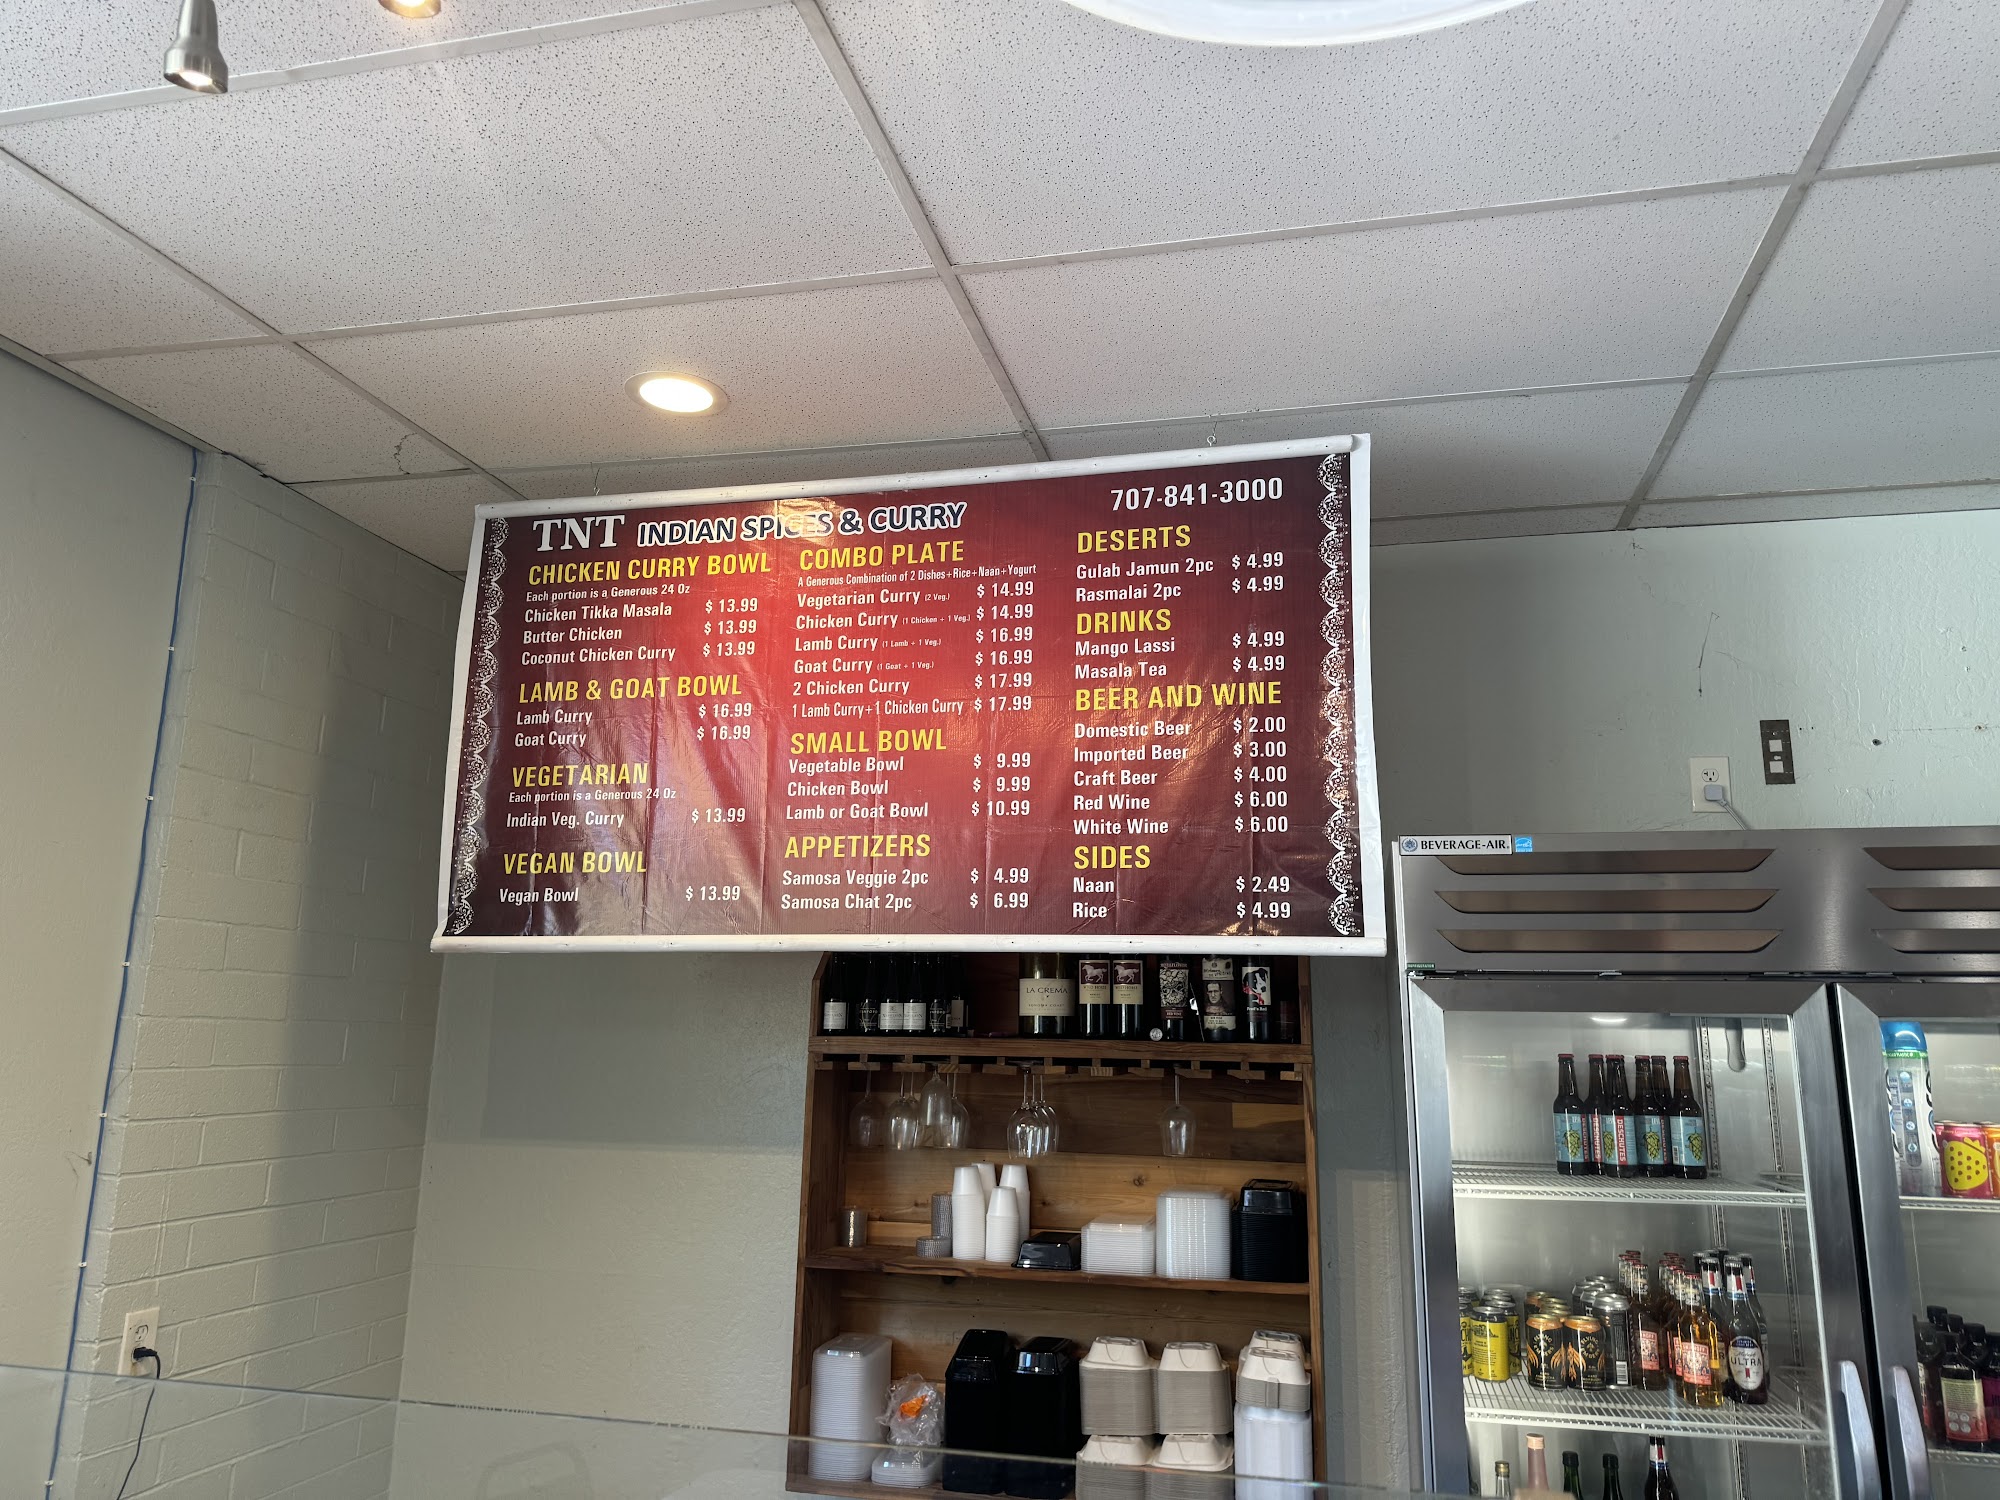 TNT INDIAN SPICES & CURRY
707-841-3000
CHICKEN CURRY BOWL
Each portion is a Generous 24 Oz
Chicken Tikka Masala $ 13.99
Butter Chicken $ 13.99
Coconut Chicken Curry $ 13.99
LAMB & GOAT BOWL
Lamb Curry $ 16.99
Goat Curry $ 16.99
VEGETARIAN
Each portion is a Generous 24 Oz
Indian Veg. Curry $ 13.99
VEGAN BOWL
Vegan Bowl $ 13.99
COMBO PLATE
A Generous Combination of 2 Dishes+Rice+Naan+Yogurt
Vegetarian Curry (2 Veg.) $ 14.99
Chicken Curry (1 Chicken + 1 Veg.) $ 14.99
Lamb Curry (1 Lamb + 1 Veg.) $ 16.99
Goat Curry (1 Goat + 1 Veg.) $ 16.99
2 Chicken Curry $ 17.99
1 Lamb Curry+1 Chicken Curry $ 17.99
SMALL BOWL
Vegetable Bowl $ 9.99
Chicken Bowl $ 9.99
Lamb or Goat Bowl $ 10.99
APPETIZERS
Samosa Veggie 2pc $ 4.99
Samosa Chat 2pc $ 6.99
DESERTS
Gulab Jamun 2pc $ 4.99
Rasmalai 2pc $ 4.99
DRINKS
Mango Lassi $ 4.99
Masala Tea $ 4.99
BEER AND WINE
Domestic Beer $ 2.00
Imported Beer $ 3.00
Craft Beer $ 4.00
Red Wine $ 6.00
White Wine $ 6.00
SIDES
Naan $ 2.49
Rice $ 4.99
BEVERAGE-AIR
LA CREMA
DESCHUTES
ULTRA